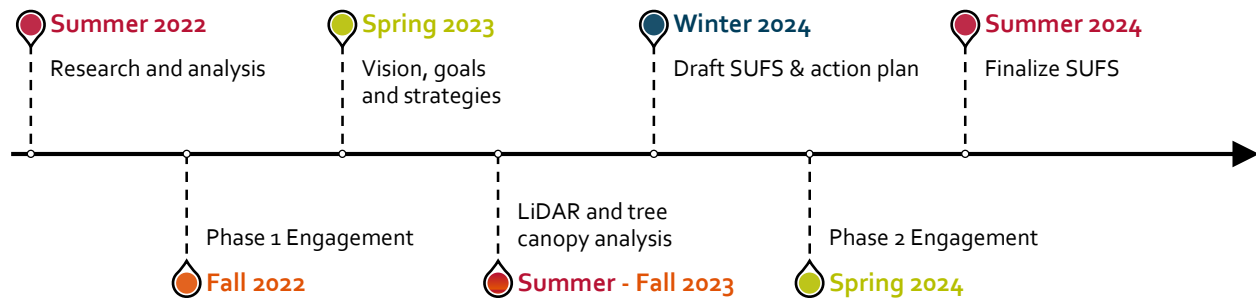 Summer 2022
Research and analysis
Spring 2023
Vision, goals
and strategies
Winter 2024
Draft SUFS & action plan
Summer 2024
Finalize SUFS
Phase 1 Engagement
Fall 2022
LiDAR and tree
canopy analysis
Summer - Fall 2023
Phase 2 Engagement
Spring 2024